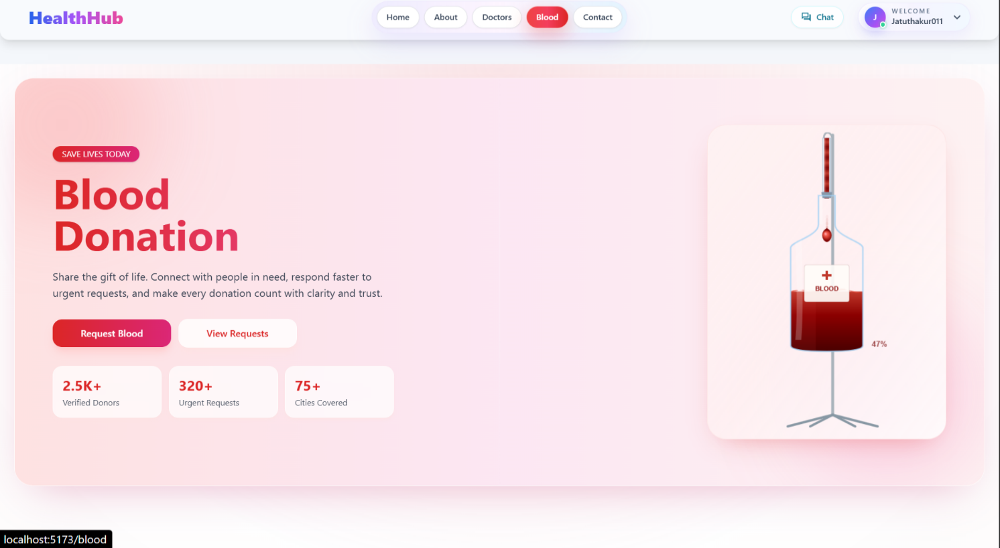 HealthHub
Home
About
Doctors
Blood
Contact
Chat
J
WELCOME
Jatuthakur011
SAVE LIVES TODAY
Blood
Donation
Share the gift of life. Connect with people in need, respond faster to
urgent requests, and make every donation count with clarity and trust.
Request Blood
View Requests
2.5K+
Verified Donors
320+
Urgent Requests
75+
Cities Covered
BLOOD
47%
localhost:5173/blood